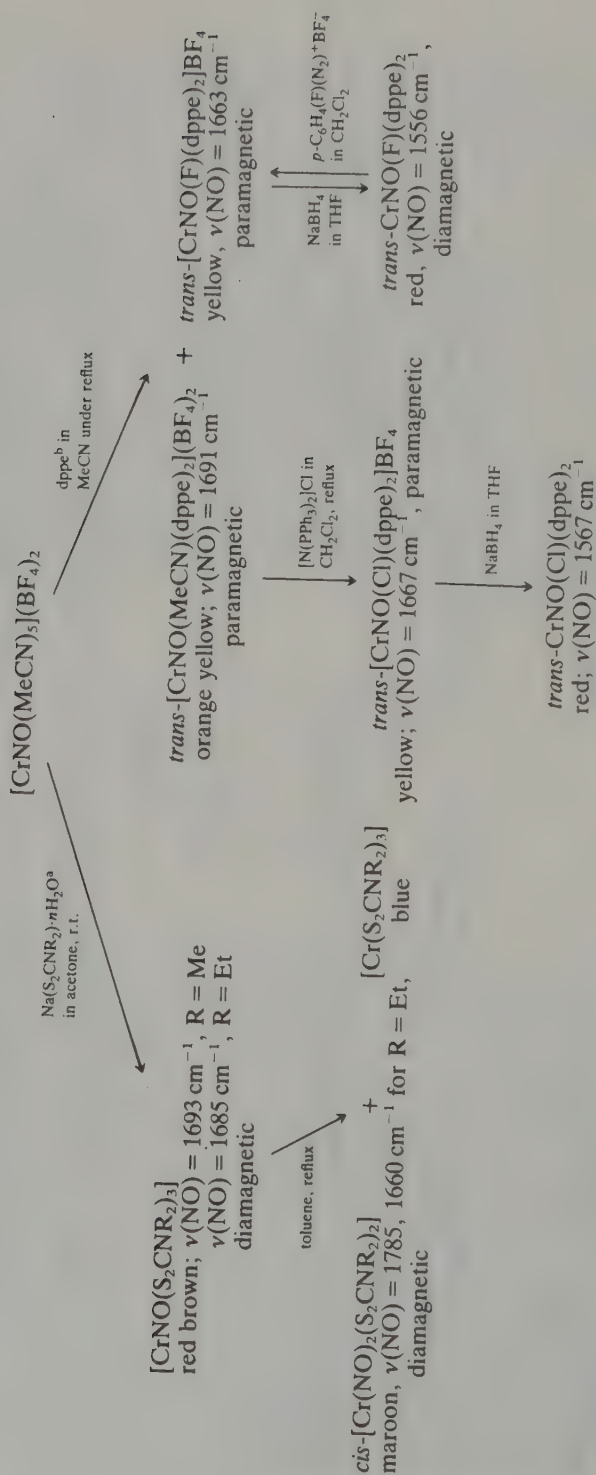 [CrNO(MeCN)₅](BF₄)₂
Na(S₂CNR₂)·nH₂Oᵃ
in acetone, r.t.
dppeᵇ in
MeCN under reflux
[CrNO(S₂CNR₂)₃]
red brown; ν(NO) = 1693 cm⁻¹, R = Me
ν(NO) = 1685 cm⁻¹, R = Et
diamagnetic
trans-[CrNO(MeCN)(dppe)₂](BF₄)₂
orange yellow; ν(NO) = 1691 cm⁻¹
paramagnetic
+
trans-[CrNO(F)(dppe)₂]BF₄
yellow, ν(NO) = 1663 cm⁻¹
paramagnetic
toluene, reflux
[N(PPh₃)₂]Cl in
CH₂Cl₂, reflux
NaBH₄
in THF
p-C₆H₄(F)(N₂)⁺BF₄⁻
in CH₂Cl₂
cis-[Cr(NO)₂(S₂CNR₂)₂]
maroon, ν(NO) = 1785, 1660 cm⁻¹ for R = Et,
diamagnetic
+
[Cr(S₂CNR₂)₃]
blue
trans-[CrNO(Cl)(dppe)₂]BF₄
yellow; ν(NO) = 1667 cm⁻¹, paramagnetic
trans-CrNO(F)(dppe)₂
red, ν(NO) = 1556 cm⁻¹,
diamagnetic
NaBH₄ in THF
trans-CrNO(Cl)(dppe)₂
red; ν(NO) = 1567 cm⁻¹